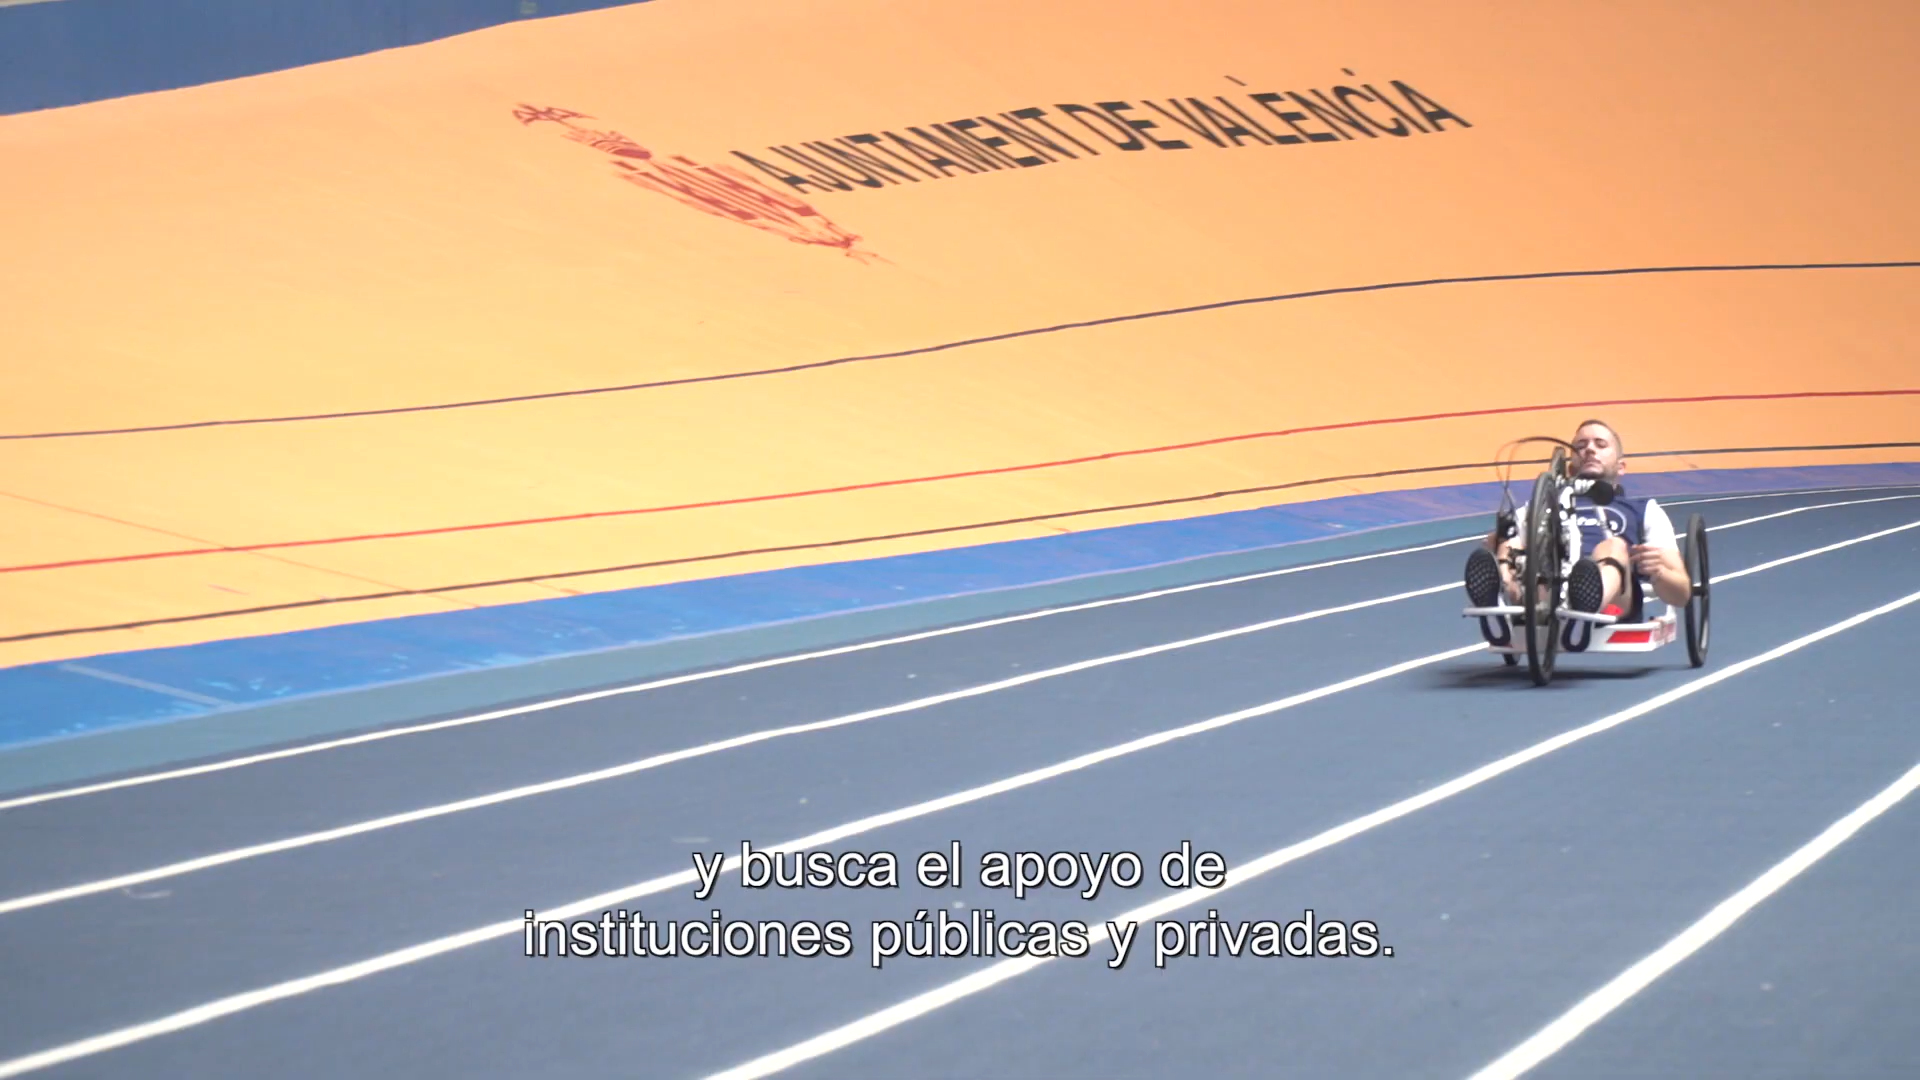 AJUNTAMENT DE VALÈNCIA
y busca el apoyo de
instituciones públicas y privadas.